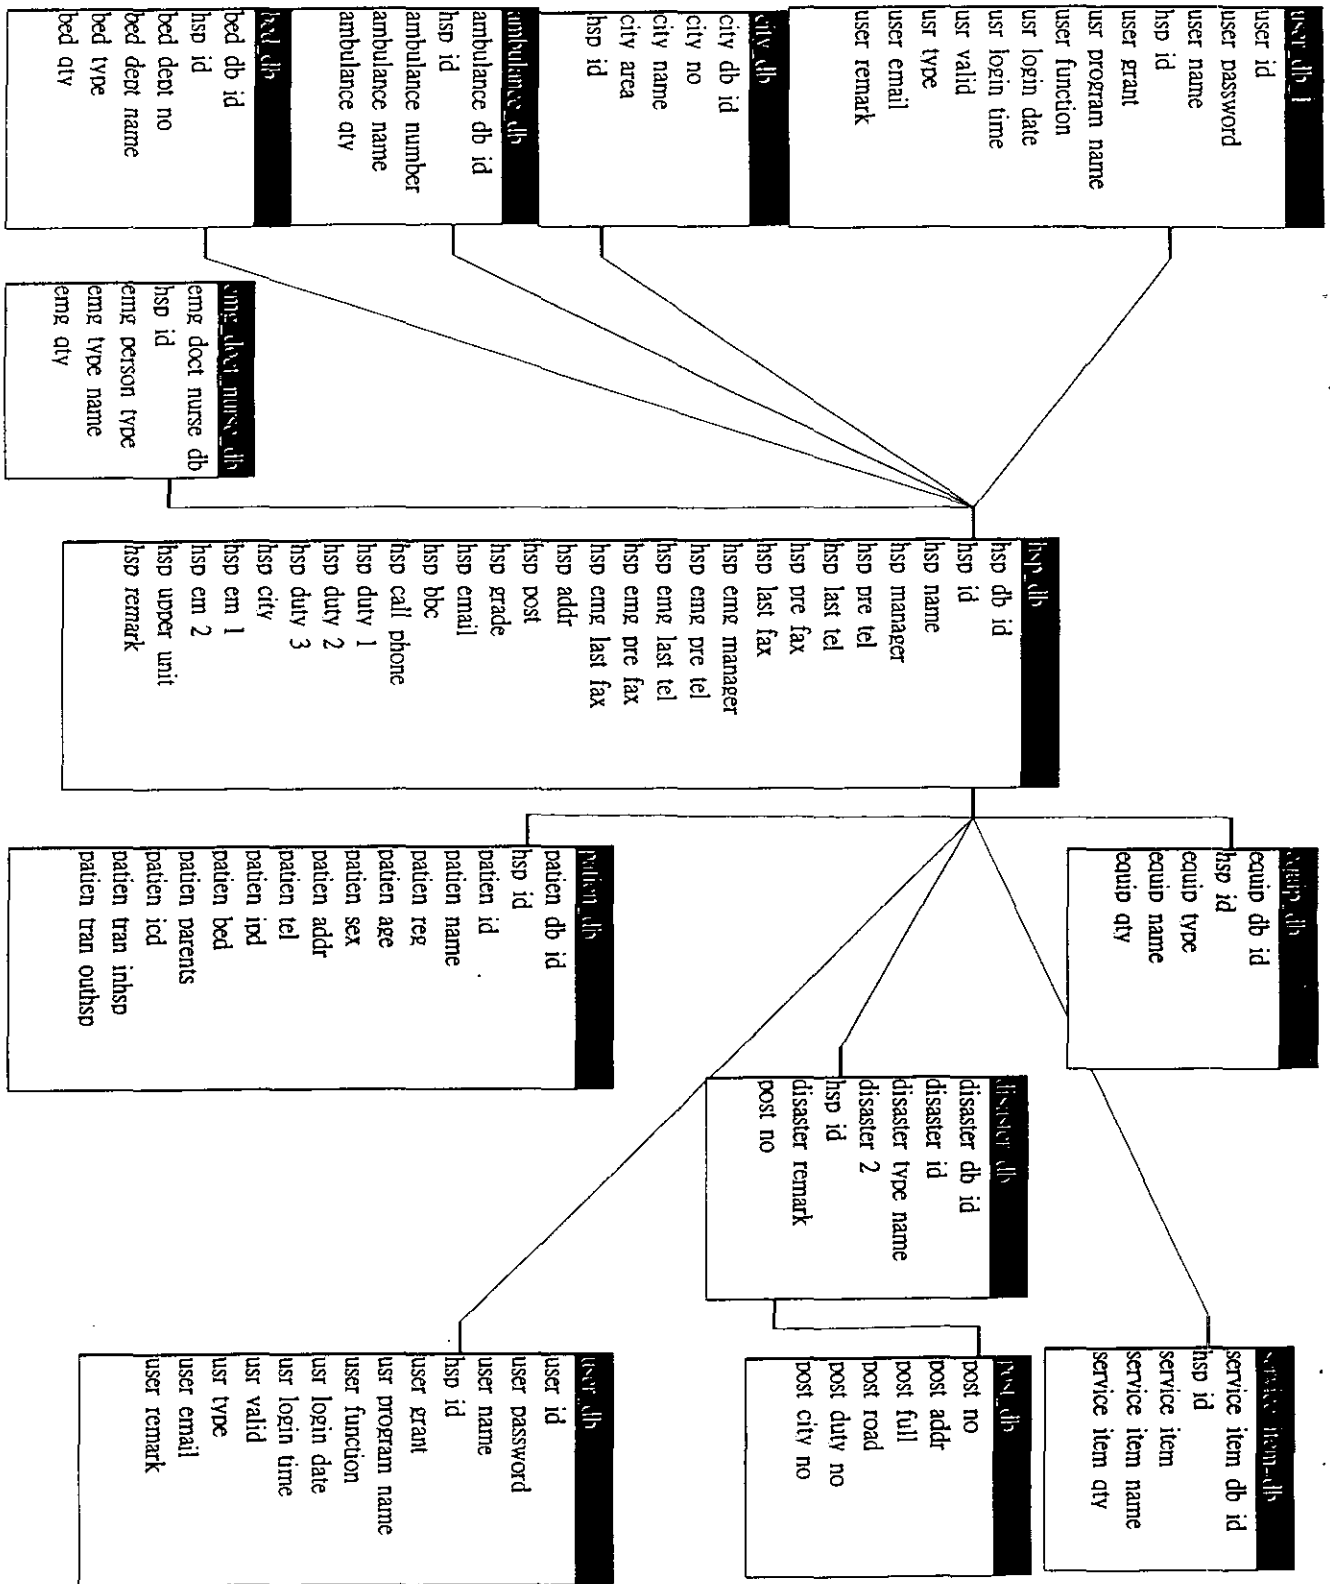 user_db_1
user id
user password
user name
hsp id
user grant
usr program name
user function
usr login date
usr login time
usr valid
usr type
user email
user remark
city_db
city db id
city no
city name
city area
hsp id
ambulance_db
ambulance db id
hsp id
ambulance number
ambulance name
ambulance qty
bed_db
bed db id
hsp id
bed dept no
bed dept name
bed type
bed qty
emg_doct_nurse_db
emg doct nurse db
hsp id
emg person type
emg type name
emg qty
hsp_db
hsp db id
hsp id
hsp name
hsp manager
hsp pre tel
hsp last tel
hsp pre fax
hsp last fax
hsp emg manager
hsp emg pre tel
hsp emg last tel
hsp emg pre fax
hsp emg last fax
hsp addr
hsp post
hsp grade
hsp email
hsp bbc
hsp call phone
hsp duty 1
hsp duty 2
hsp duty 3
hsp city
hsp em 1
hsp em 2
hsp upper unit
hsp remark
equip_db
equip db id
hsp id
equip type
equip name
equip qty
patien_db
patien db id
hsp id
patien id
patien name
patien reg
patien age
patien sex
patien addr
patien tel
patien ipd
patien bed
patien parents
patien icd
patien tran inhsp
patien tran outhsp
disaster_db
disaster db id
disaster id
disaster type name
disaster 2
hsp id
disaster remark
post no
service_item-db
service item db id
hsp id
service item
service item name
service item qty
post_db
post no
post addr
post full
post road
post duty no
post city no
user_db
user id
user password
user name
hsp id
user grant
usr program name
user function
usr login date
usr login time
usr valid
usr type
user email
user remark